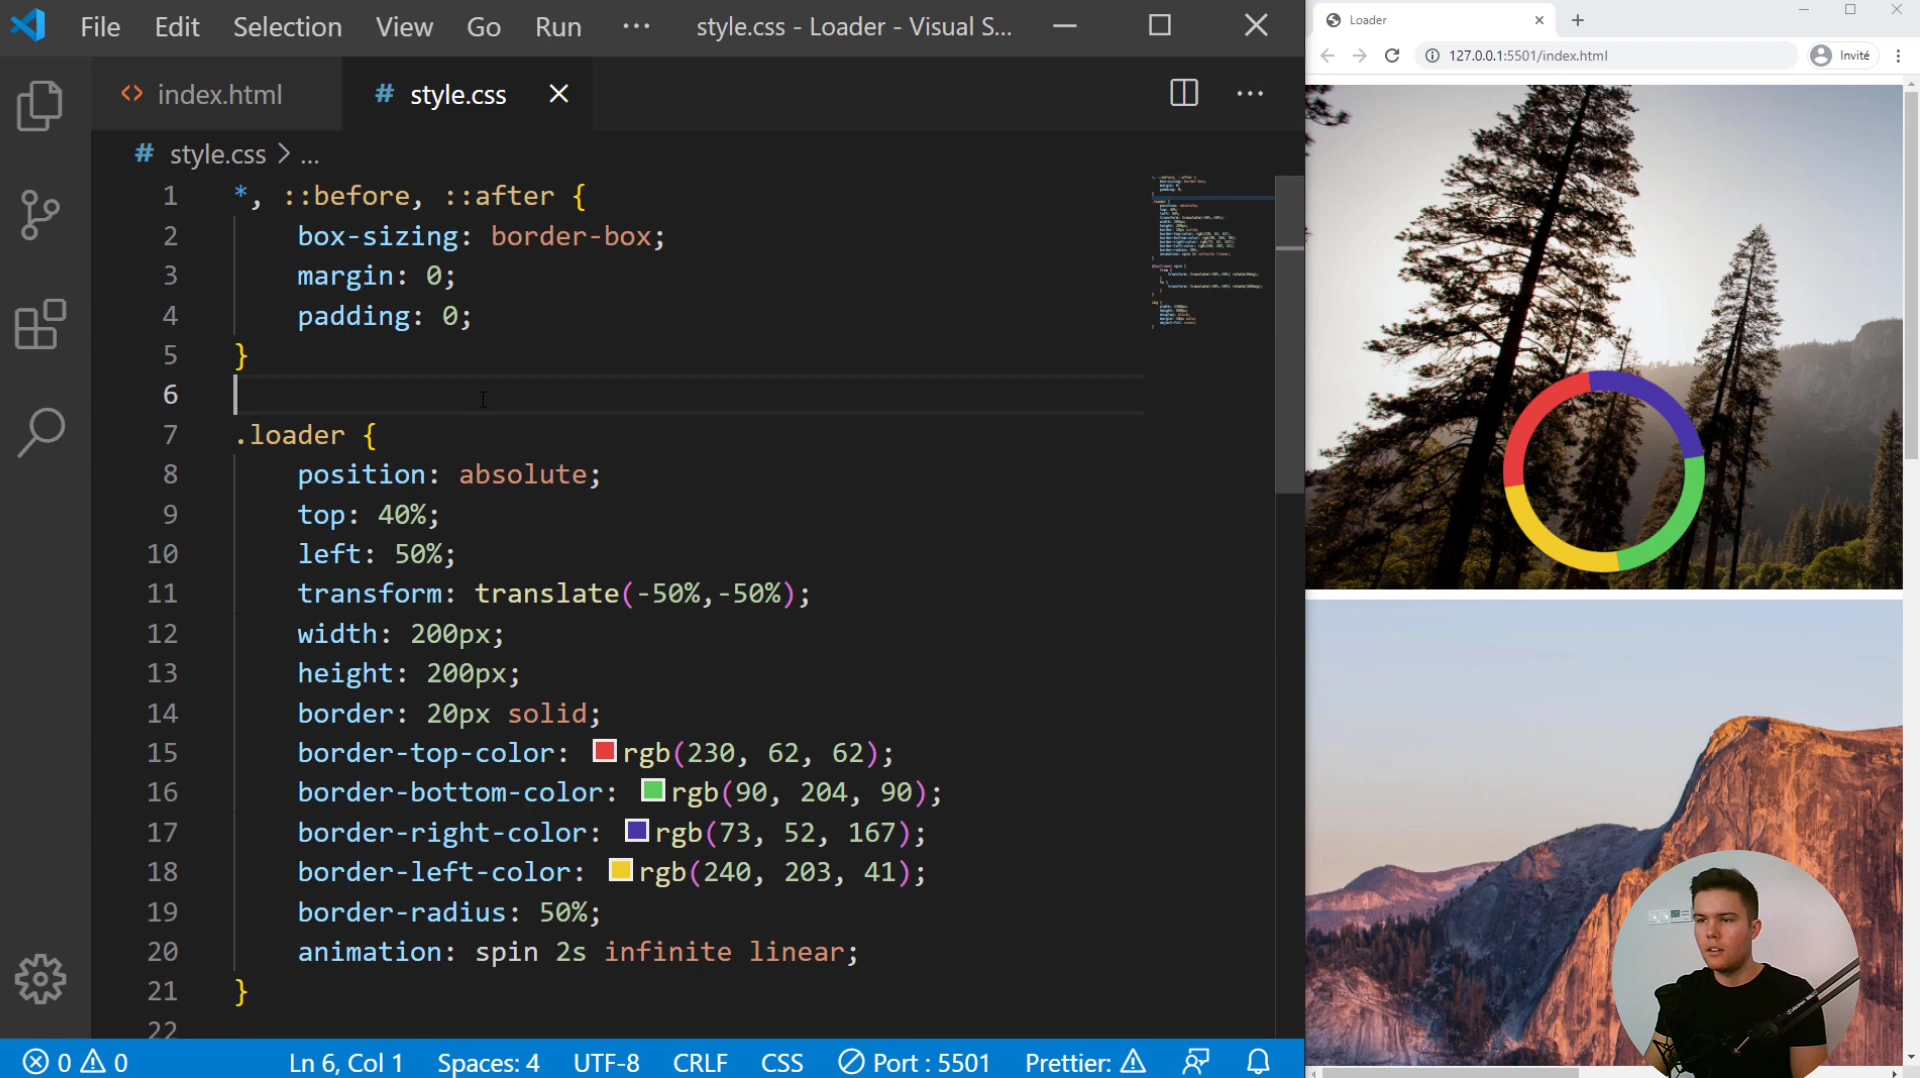 File Edit Selection View Go Run ··· style.css - Loader - Visual S...
index.html
# style.css
# style.css > ...
1 *, ::before, ::after {
2 box-sizing: border-box;
3 margin: 0;
4 padding: 0;
5 }
6
7 .loader {
8 position: absolute;
9 top: 40%;
10 left: 50%;
11 transform: translate(-50%,-50%);
12 width: 200px;
13 height: 200px;
14 border: 20px solid;
15 border-top-color: rgb(230, 62, 62);
16 border-bottom-color: rgb(90, 204, 90);
17 border-right-color: rgb(73, 52, 167);
18 border-left-color: rgb(240, 203, 41);
19 border-radius: 50%;
20 animation: spin 2s infinite linear;
21 }
22
0 0 Ln 6, Col 1 Spaces: 4 UTF-8 CRLF CSS Port : 5501 Prettier:
Loader
127.0.0.1:5501/index.html
Invité